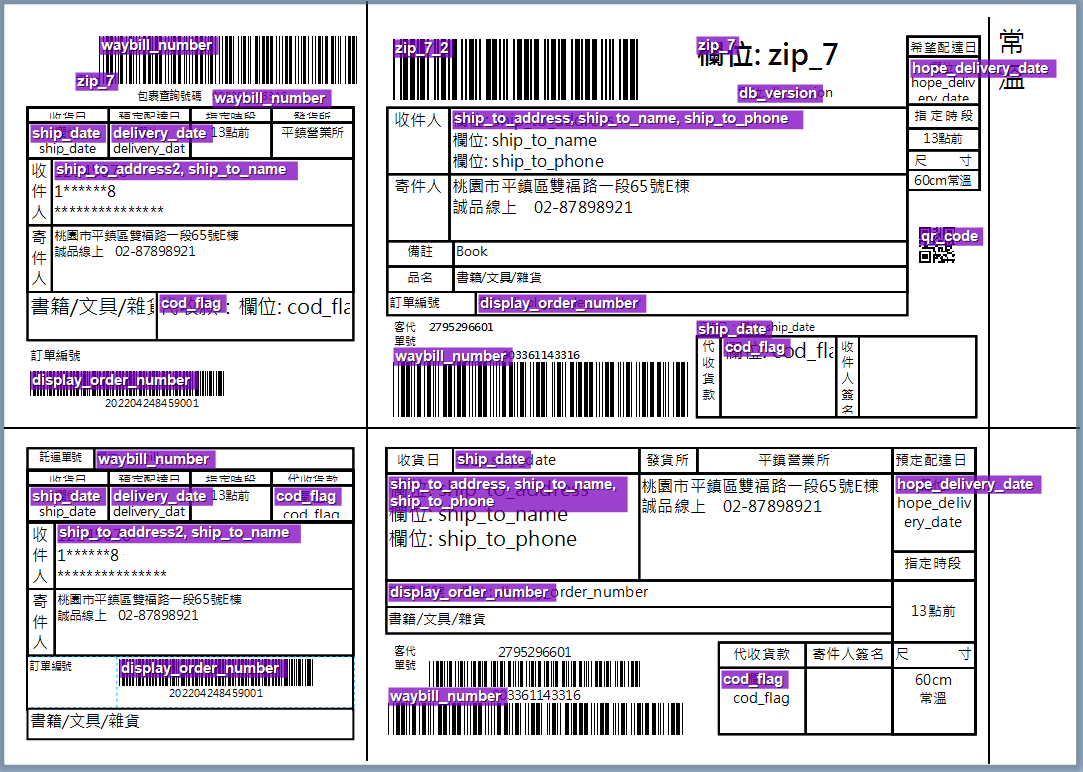 waybill_number
zip_7
包裹查詢號碼
waybill_number
收貨日 預定配達日 指定時段 發貨所
ship_date delivery_date 13點前 平鎮營業所
ship_date delivery_dat
收件人
ship_to_address2, ship_to_name
1******8
***************
寄件人
桃園市平鎮區雙福路一段65號E棟
誠品線上 02-87898921
書籍/文具/雜貨
cod_flag
：欄位: cod_fla
訂單編號
display_order_number
202204248459001
zip_7_2
zip_7
欄位: zip_7
db_version
希望配達日
hope_delivery_date
hope_deliv
ery_date
指定時段
13點前
尺 寸
60cm常溫
常溫
收件人
ship_to_address, ship_to_name, ship_to_phone
欄位: ship_to_name
欄位: ship_to_phone
寄件人
桃園市平鎮區雙福路一段65號E棟
誠品線上 02-87898921
qr_code
備註 Book
品名 書籍/文具/雜貨
訂單編號 display_order_number
客代
單號
2795296601
waybill_number 03361143316
ship_date ship_date
代收貨款
cod_flag
欄位: cod_fla
收件人簽名
託運單號 waybill_number
收貨日 預定配達日 指定時段 代收貨款
ship_date delivery_date 13點前 cod_flag
ship_date delivery_dat cod_flag
收件人
ship_to_address2, ship_to_name
1******8
***************
寄件人
桃園市平鎮區雙福路一段65號E棟
誠品線上 02-87898921
訂單編號
display_order_number
202204248459001
書籍/文具/雜貨
收貨日 ship_date date 發貨所 平鎮營業所 預定配達日
ship_to_address, ship_to_name,
ship_to_phone
欄位: ship_to_name
欄位: ship_to_phone
桃園市平鎮區雙福路一段65號E棟
誠品線上 02-87898921
hope_delivery_date
hope_deliv
ery_date
指定時段
13點前
display_order_number _order_number
書籍/文具/雜貨
客代
單號
2795296601
waybill_number 3361143316
代收貨款 寄件人簽名 尺 寸
cod_flag
cod_flag
60cm
常溫